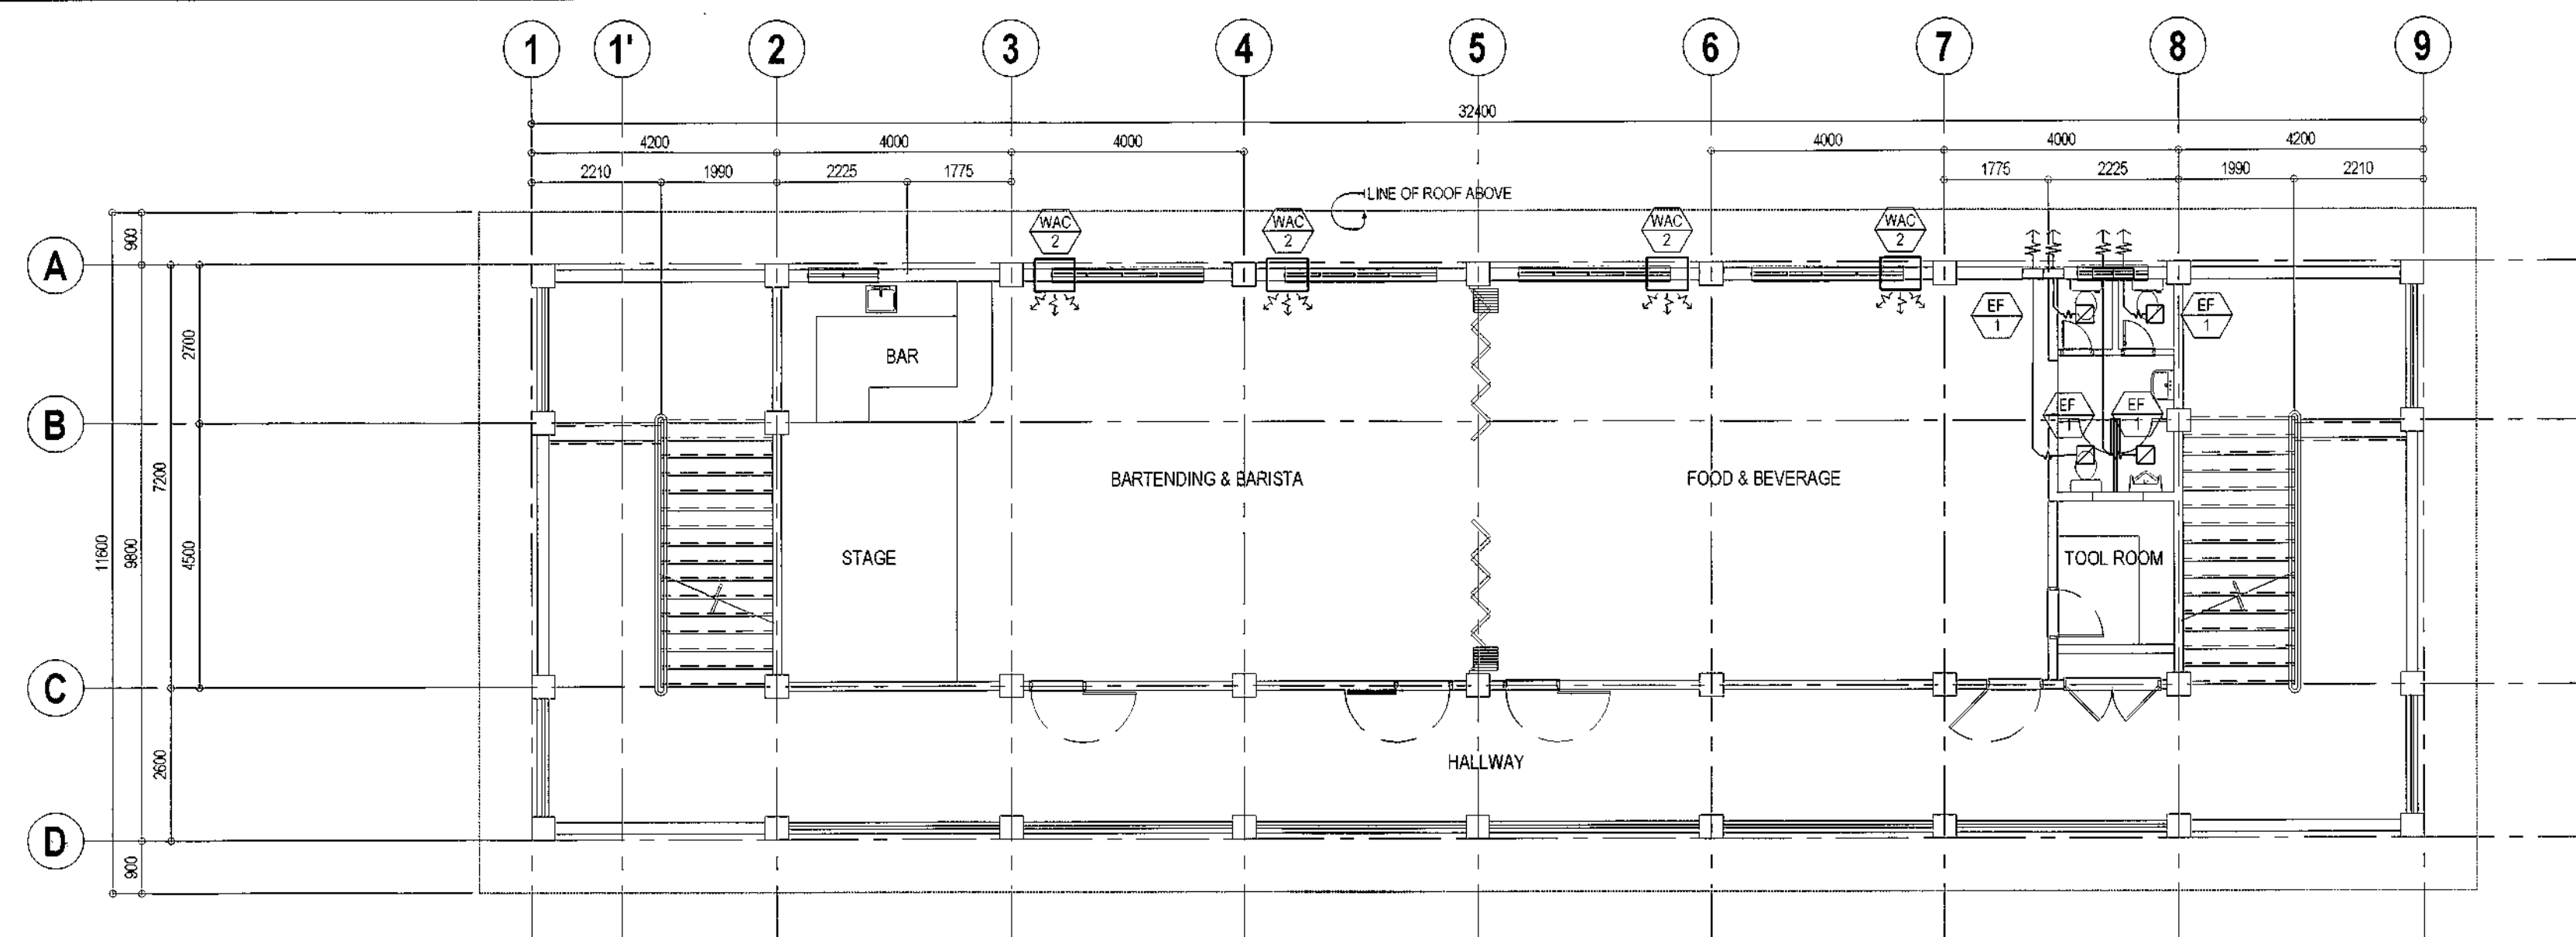 1 1' 2 3 4 5 6 7 8 9
32400
4200 4000 4000 4000 4000 4200
2210 1990 2225 1775 1775 2225 1990 2210
LINE OF ROOF ABOVE
WAC
2
WAC
2
WAC
2
WAC
2
900
A
EF
1
EF
1
2700
BAR
B
EF
1
EF
1
7200
BARTENDING & BARISTA
FOOD & BEVERAGE
11600
9800
4500
STAGE
TOOL ROOM
C
2600
HALLWAY
D
900